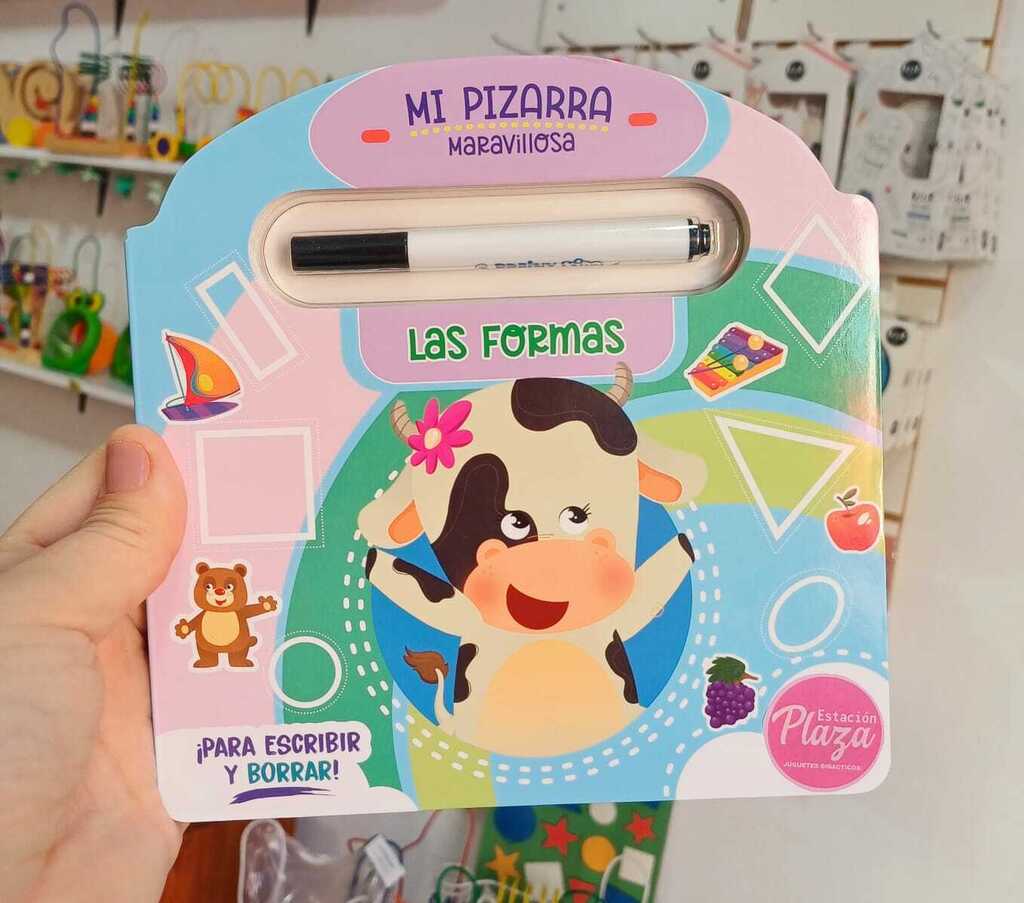 MI PIZARRA
MARAVILLOSA
LAS FORMAS
¡PARA ESCRIBIR
Y BORRAR!
Estación
Plaza
JUGUETES DIDÁCTICOS